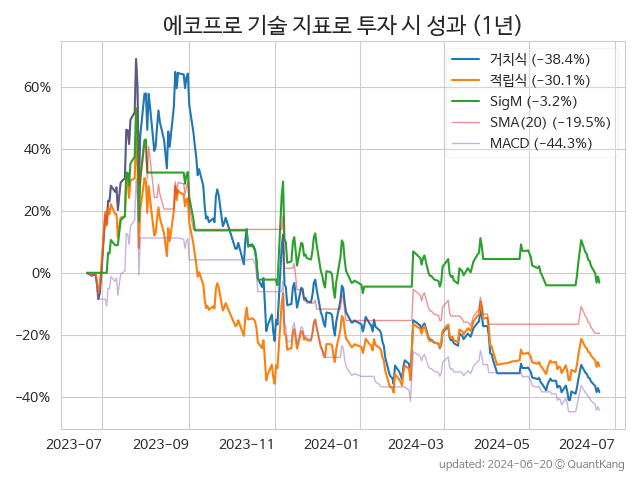 에코프로 기술 지표로 투자 시 성과 (1년)
거치식 (−38.4%)
적립식 (−30.1%)
SigM (−3.2%)
SMA(20) (−19.5%)
MACD (−44.3%)
60%
40%
20%
0%
−20%
−40%
2023-07 2023-09 2023-11 2024-01 2024-03 2024-05 2024-07
updated: 2024-06-20 © QuantKang